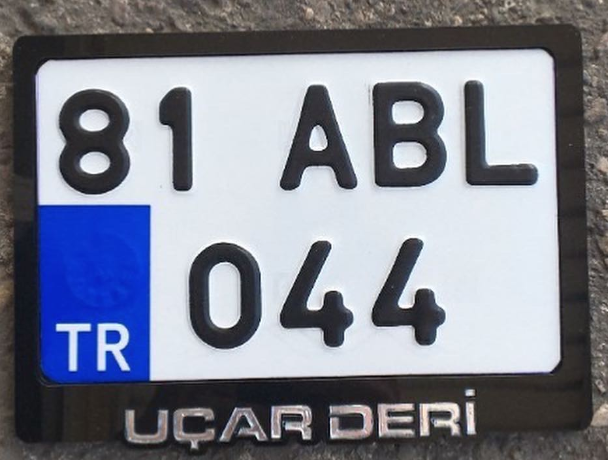 81 ABL
044
TR
UÇAR DERİ